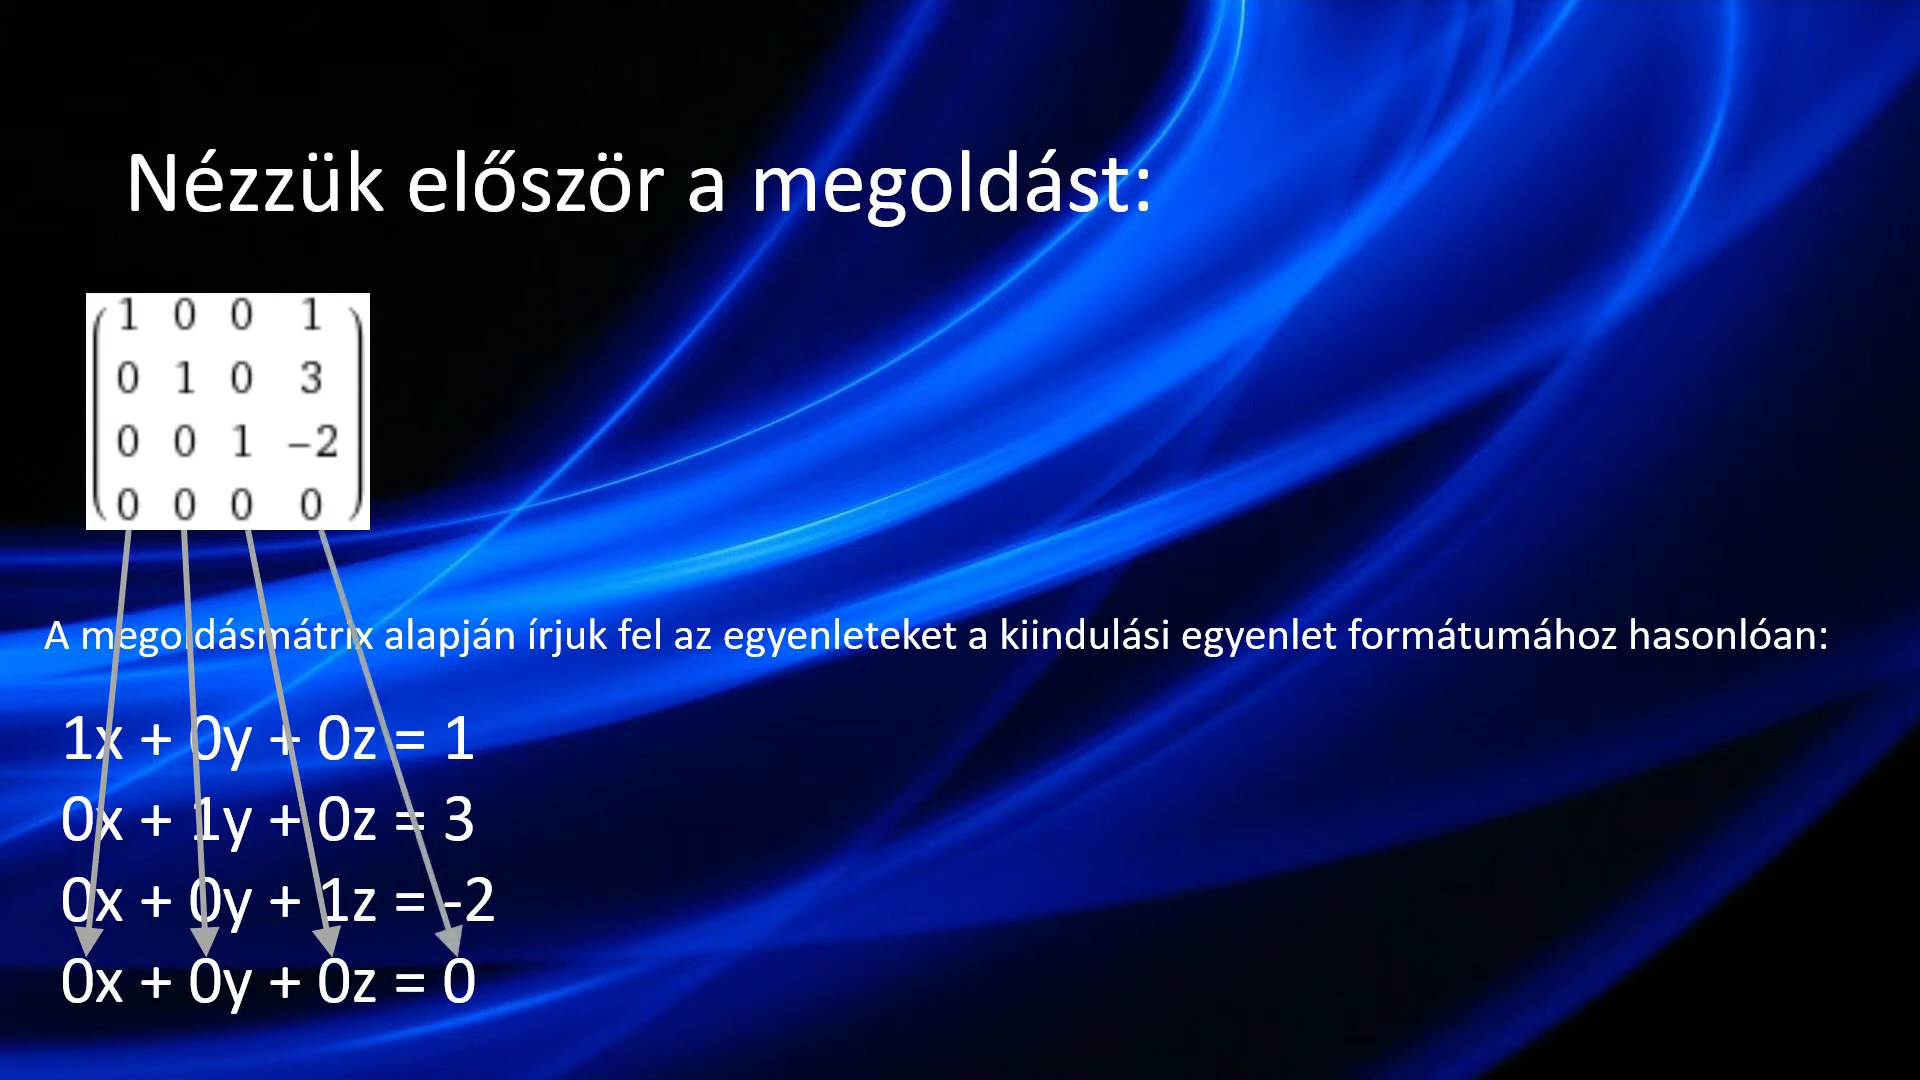 Nézzük először a megoldást:
1 0 0 1
0 1 0 3
0 0 1 −2
0 0 0 0
A megoldásmátrix alapján írjuk fel az egyenleteket a kiindulási egyenlet formátumához hasonlóan:
1x + 0y + 0z = 1
0x + 1y + 0z = 3
0x + 0y + 1z = -2
0x + 0y + 0z = 0